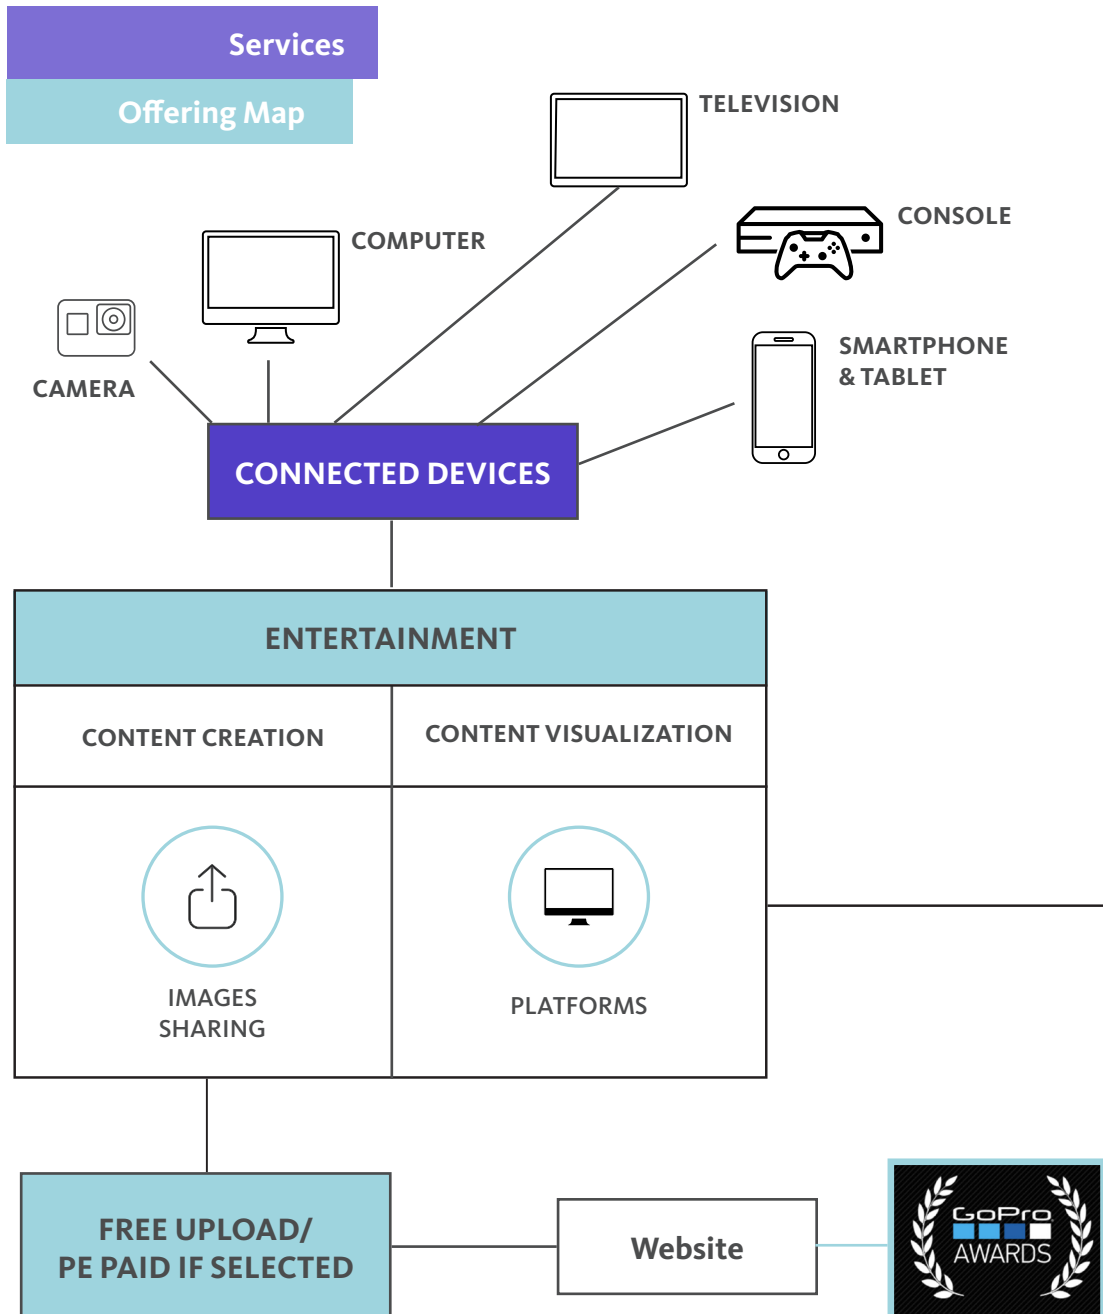 Services
Offering Map
TELEVISION
CONSOLE
COMPUTER
SMARTPHONE
& TABLET
CAMERA
CONNECTED DEVICES
ENTERTAINMENT
CONTENT CREATION
CONTENT VISUALIZATION
IMAGES
SHARING
PLATFORMS
FREE UPLOAD/
PE PAID IF SELECTED
Website
GoPro
AWARDS